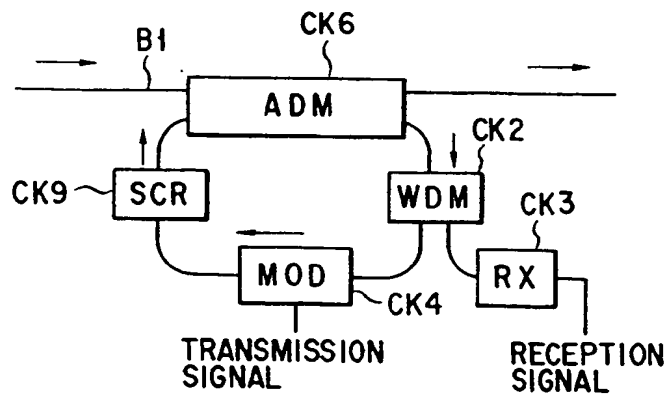 CK6
B1
ADM
CK2
CK9
SCR
WDM
CK3
MOD
RX
CK4
TRANSMISSION
SIGNAL
RECEPTION
SIGNAL